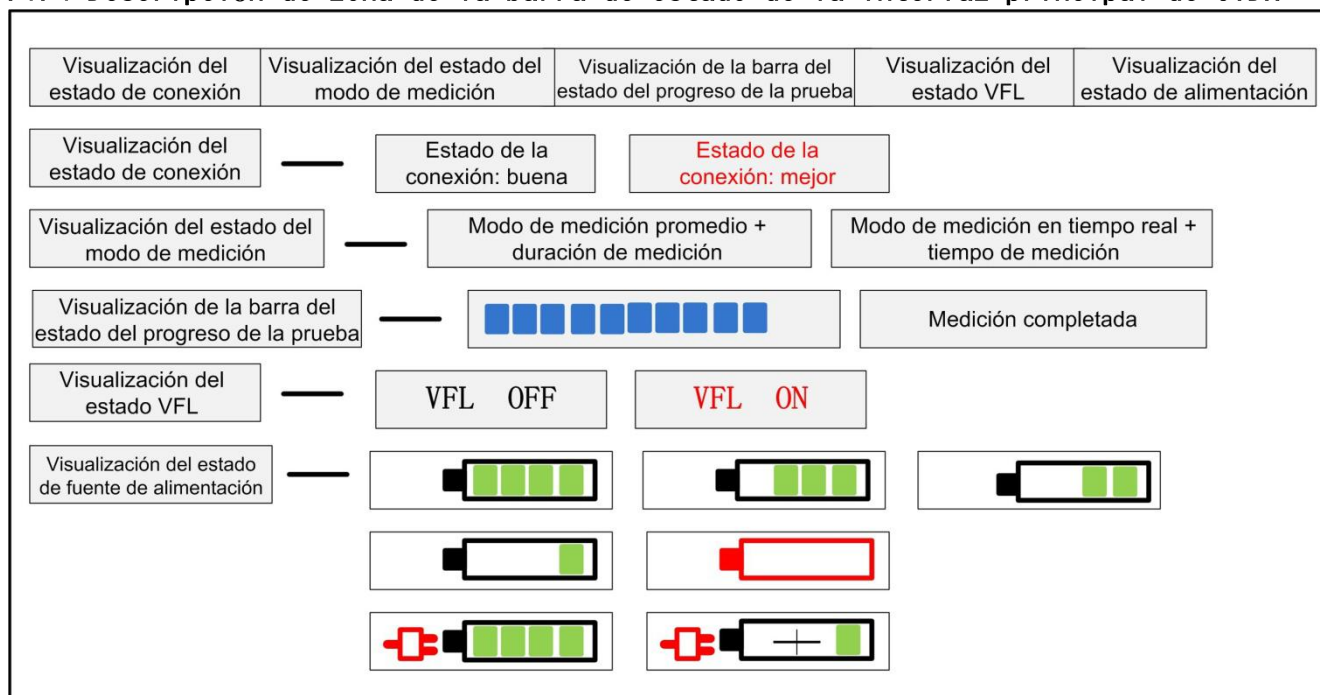 Visualización del
estado de conexión
Visualización del estado del
modo de medición
Visualización de la barra del
estado del progreso de la prueba
Visualización del
estado VFL
Visualización del
estado de alimentación
Visualización del
estado de conexión
Estado de la
conexión: buena
Estado de la
conexión: mejor
Visualización del estado del
modo de medición
Modo de medición promedio +
duración de medición
Modo de medición en tiempo real +
tiempo de medición
Visualización de la barra del
estado del progreso de la prueba
Medición completada
Visualización del
estado VFL
VFL OFF
VFL ON
Visualización del estado
de fuente de alimentación